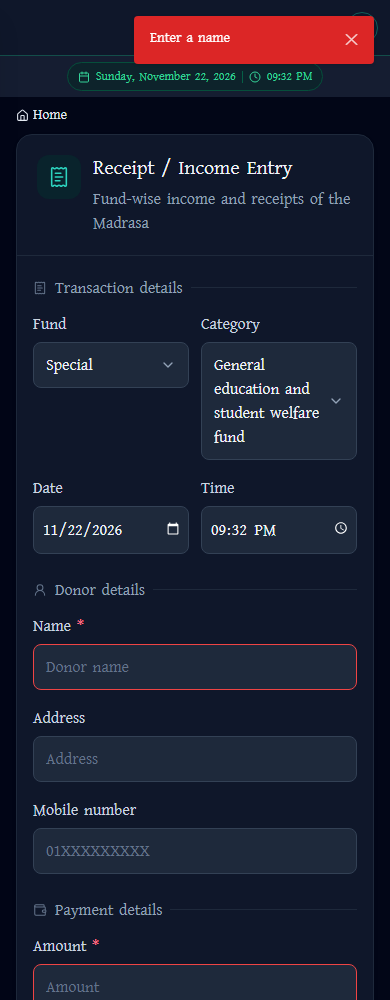 Enter a name
Sunday, November 22, 2026 | 09:32 PM
Home
Receipt / Income Entry
Fund-wise income and receipts of the
Madrasa
Transaction details
Fund
Category
Special
General
education and
student welfare
fund
Date
Time
11/22/2026
09:32 PM
Donor details
Name *
Donor name
Address
Address
Mobile number
01XXXXXXXXX
Payment details
Amount *
Amount